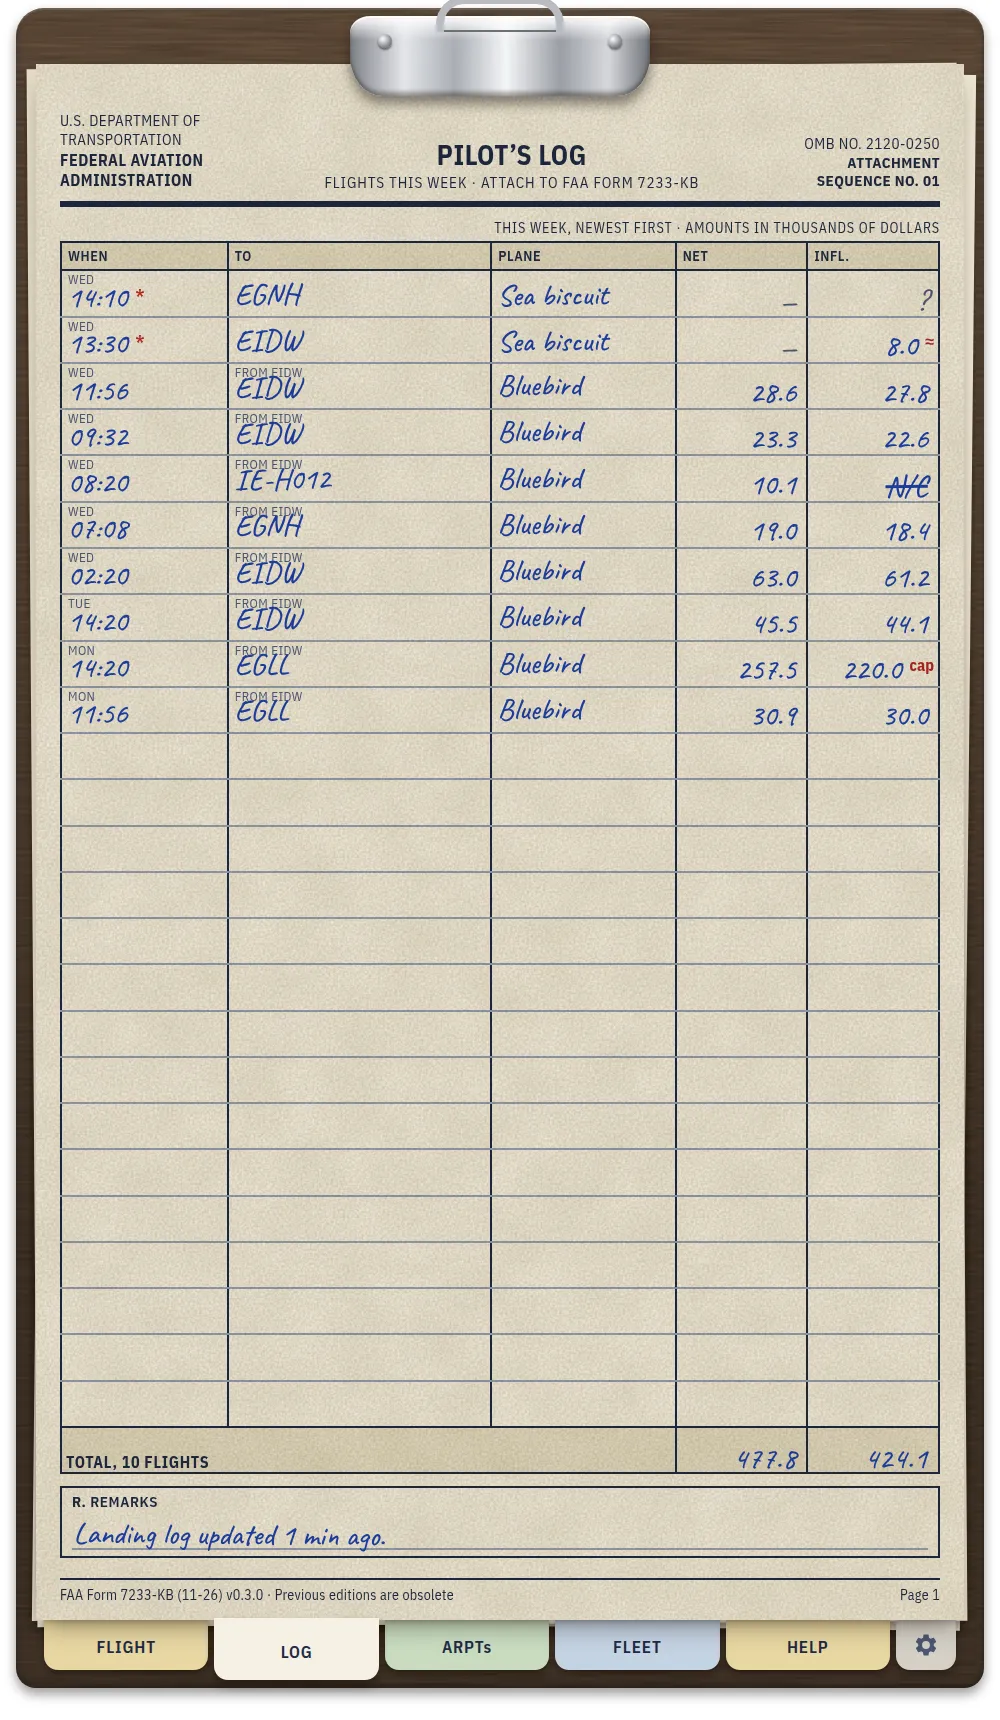 U.S. DEPARTMENT OF
TRANSPORTATION
FEDERAL AVIATION
ADMINISTRATION
PILOT’S LOG
FLIGHTS THIS WEEK · ATTACH TO FAA FORM 7233-KB
OMB NO. 2120-0250
ATTACHMENT
SEQUENCE NO. 01
THIS WEEK, NEWEST FIRST · AMOUNTS IN THOUSANDS OF DOLLARS
WHEN TO PLANE NET INFL.
WED
14:10 * EGNH Sea biscuit — ?
WED
13:30 * EIDW Sea biscuit — 8.0 ≈
WED FROM EIDW
11:56 EIDW Bluebird 28.6 27.8
WED FROM EIDW
09:32 EIDW Bluebird 23.3 22.6
WED FROM EIDW
08:20 IE-H012 Bluebird 10.1 N/C
WED FROM EIDW
07:08 EGNH Bluebird 19.0 18.4
WED FROM EIDW
02:20 EIDW Bluebird 63.0 61.2
TUE FROM EIDW
14:20 EIDW Bluebird 45.5 44.1
MON FROM EIDW
14:20 EGLL Bluebird 257.5 220.0 cap
MON FROM EIDW
11:56 EGLL Bluebird 30.9 30.0
TOTAL, 10 FLIGHTS 477.8 424.1
R. REMARKS
Landing log updated 1 min ago.
FAA Form 7233-KB (11-26) v0.3.0 · Previous editions are obsolete Page 1
FLIGHT LOG ARPTs FLEET HELP